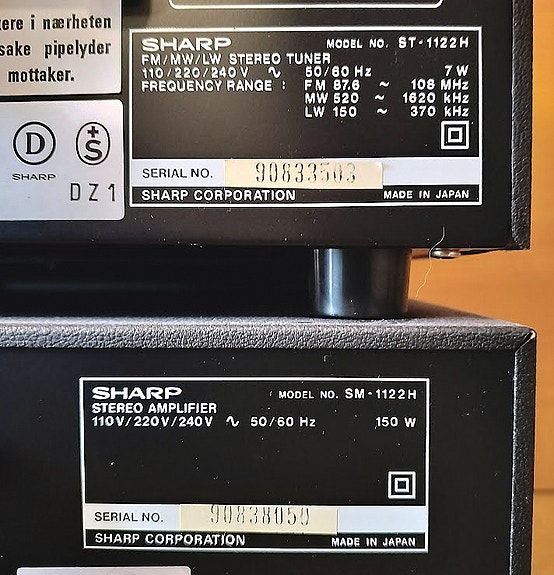 tere i nærheten
sake pipelyder
mottaker.
D S
SHARP
DZ1
SHARP MODEL NO. ST-1122H
FM/MW/LW STEREO TUNER
110/220/240 V ∿ 50/60 Hz 7 W
FREQUENCY RANGE : FM 87.6 ~ 108 MHz
MW 520 ~ 1620 kHz
LW 150 ~ 370 kHz
SERIAL NO. 90833503
SHARP CORPORATION MADE IN JAPAN
SHARP MODEL NO. SM-1122H
STEREO AMPLIFIER
110V/220V/240V ∿ 50/60 Hz 150 W
SERIAL NO. 90838050
SHARP CORPORATION MADE IN JAPAN